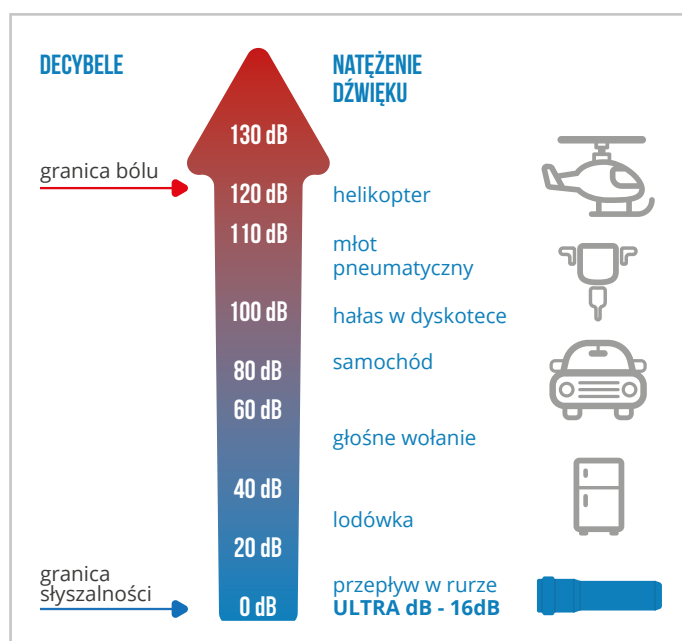 DECYBELE
NATĘŻENIE
DŹWIĘKU
130 dB
granica bólu
120 dB
helikopter
110 dB
młot
pneumatyczny
100 dB
hałas w dyskotece
80 dB
samochód
60 dB
głośne wołanie
40 dB
lodówka
20 dB
granica
słyszalności
0 dB
przepływ w rurze
ULTRA dB - 16dB